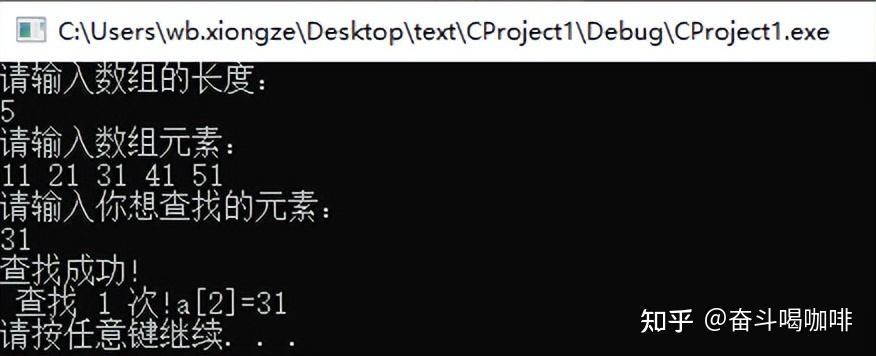 C:\Users\wb.xiongze\Desktop\text\CProject1\Debug\CProject1.exe
请输入数组的长度：
5
请输入数组元素：
11 21 31 41 51
请输入你想查找的元素：
31
查找成功!
 查找 1 次!a[2]=31
请按任意键继续. . .
知乎 @奋斗喝咖啡